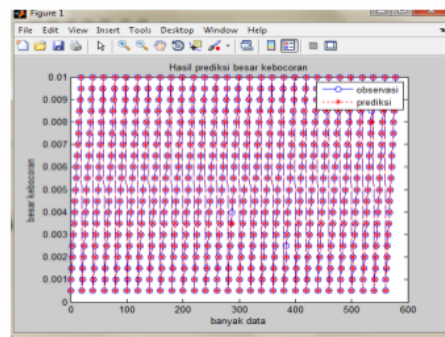 Figure 1
File Edit View Insert Tools Desktop Window Help
Hasil prediksi besar kebocoran
observasi
prediksi
besar kebocoran
0.01
0.009
0.008
0.007
0.006
0.005
0.004
0.003
0.002
0.001
0
0 100 200 300 400 500 600
banyak data